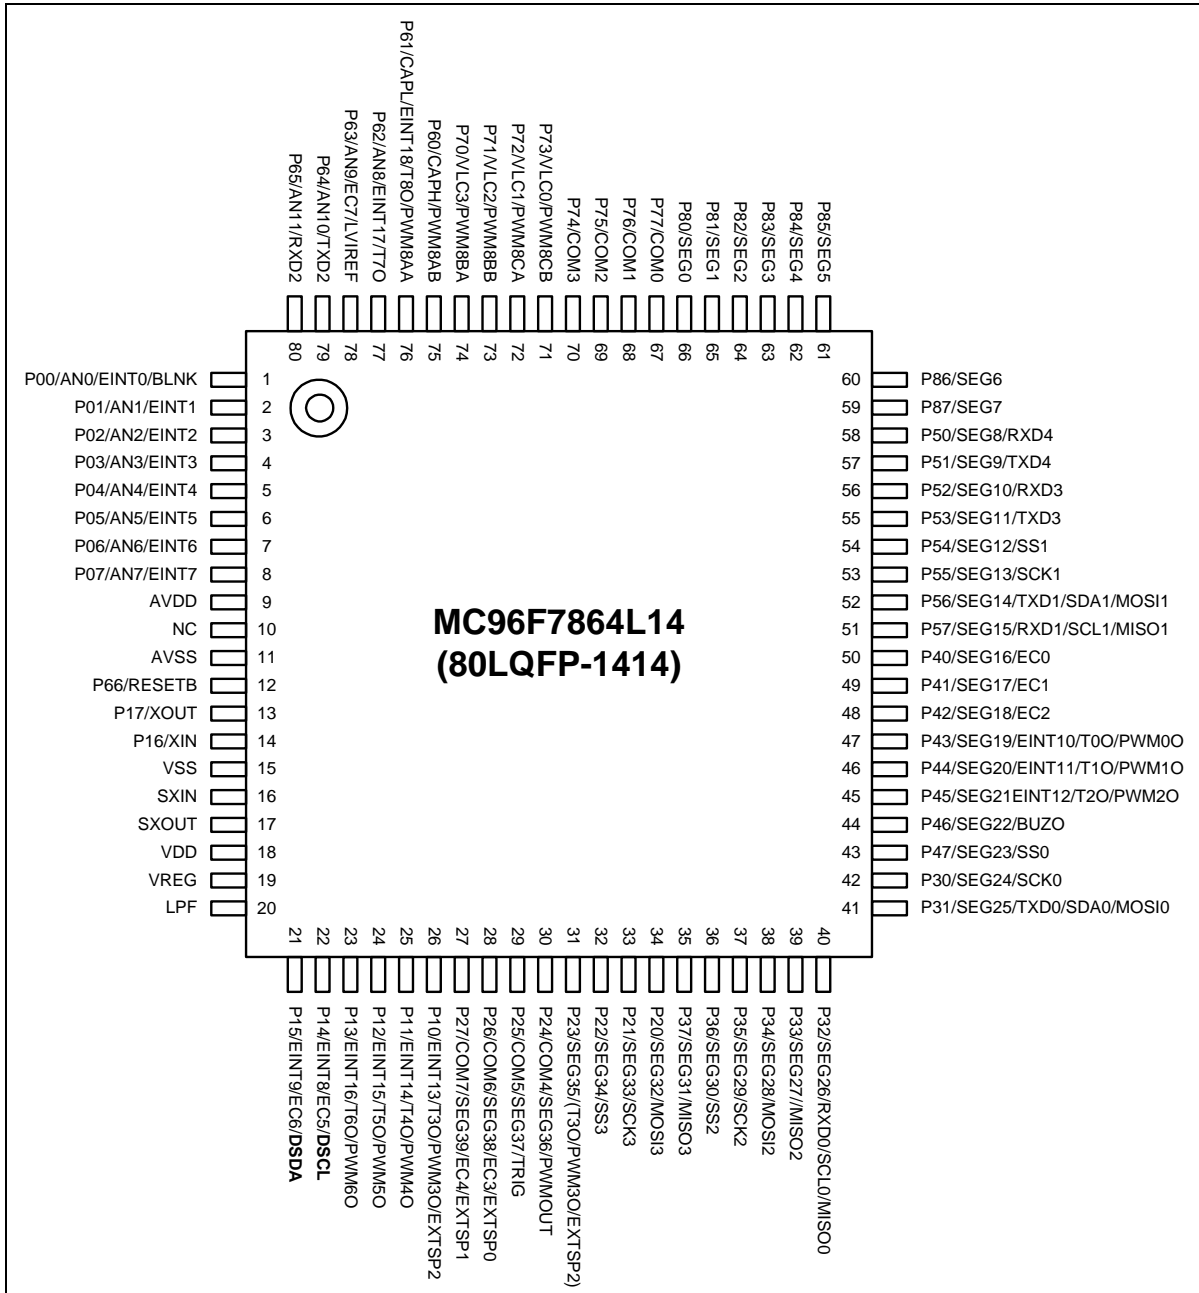 P65/AN11/RXD2
P64/AN10/TXD2
P63/AN9/EC7/LVIREF
P62/AN8/EINT17/T7O
P61/CAPL/EINT18/T8O/PWM8AA
P60/CAPH/PWM8AB
P70/VLC3/PWM8BA
P71/VLC2/PWM8BB
P72/VLC1/PWM8CA
P73/VLC0/PWM8CB
P74/COM3
P75/COM2
P76/COM1
P77/COM0
P80/SEG0
P81/SEG1
P82/SEG2
P83/SEG3
P84/SEG4
P85/SEG5
80
79
78
77
76
75
74
73
72
71
70
69
68
67
66
65
64
63
62
61
P00/AN0/EINT0/BLNK 1
P01/AN1/EINT1 2
P02/AN2/EINT2 3
P03/AN3/EINT3 4
P04/AN4/EINT4 5
P05/AN5/EINT5 6
P06/AN6/EINT6 7
P07/AN7/EINT7 8
AVDD 9
NC 10
AVSS 11
P66/RESETB 12
P17/XOUT 13
P16/XIN 14
VSS 15
SXIN 16
SXOUT 17
VDD 18
VREG 19
LPF 20
MC96F7864L14
(80LQFP-1414)
60 P86/SEG6
59 P87/SEG7
58 P50/SEG8/RXD4
57 P51/SEG9/TXD4
56 P52/SEG10/RXD3
55 P53/SEG11/TXD3
54 P54/SEG12/SS1
53 P55/SEG13/SCK1
52 P56/SEG14/TXD1/SDA1/MOSI1
51 P57/SEG15/RXD1/SCL1/MISO1
50 P40/SEG16/EC0
49 P41/SEG17/EC1
48 P42/SEG18/EC2
47 P43/SEG19/EINT10/T0O/PWM0O
46 P44/SEG20/EINT11/T1O/PWM1O
45 P45/SEG21EINT12/T2O/PWM2O
44 P46/SEG22/BUZO
43 P47/SEG23/SS0
42 P30/SEG24/SCK0
41 P31/SEG25/TXD0/SDA0/MOSI0
21
22
23
24
25
26
27
28
29
30
31
32
33
34
35
36
37
38
39
40
P15/EINT9/EC6/DSDA
P14/EINT8/EC5/DSCL
P13/EINT16/T6O/PWM6O
P12/EINT15/T5O/PWM5O
P11/EINT14/T4O/PWM4O
P10/EINT13/T3O/PWM3O/EXTSP2
P27/COM7/SEG39/EC4/EXTSP1
P26/COM6/SEG38/EC3/EXTSP0
P25/COM5/SEG37/TRIG
P24/COM4/SEG36/PWMOUT
P23/SEG35/(T3O/PWM3O/EXTSP2)
P22/SEG34/SS3
P21/SEG33/SCK3
P20/SEG32/MOSI3
P37/SEG31/MISO3
P36/SEG30/SS2
P35/SEG29/SCK2
P34/SEG28/MOSI2
P33/SEG27//MISO2
P32/SEG26/RXD0/SCL0/MISO0